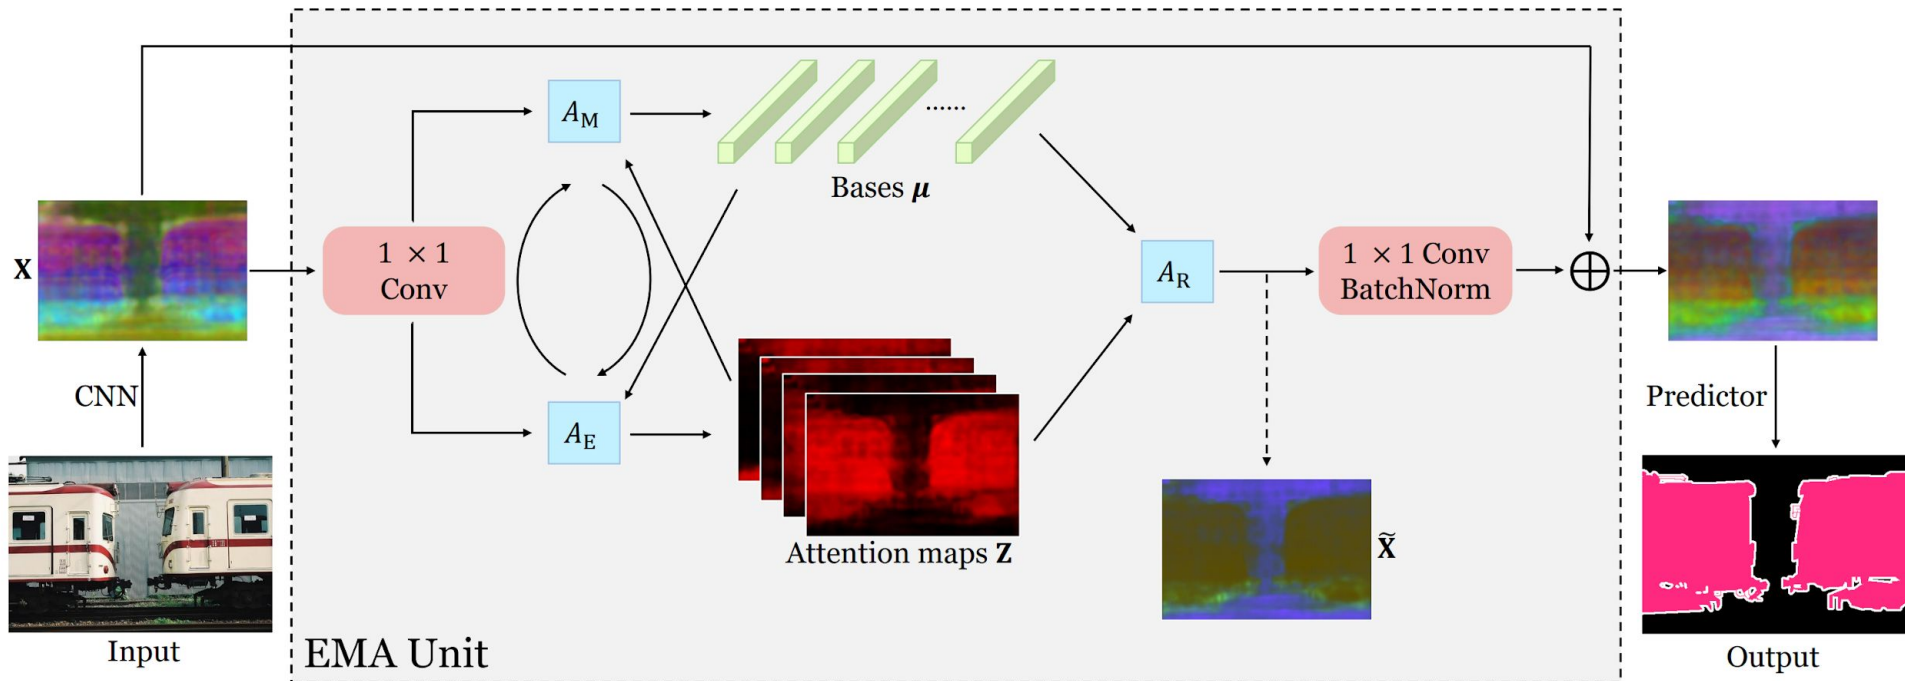 A_M
Bases μ
X
1 × 1
Conv
A_R
1 × 1 Conv
BatchNorm
⊕
CNN
A_E
Predictor
X̃
Attention maps Z
Input
EMA Unit
Output
......